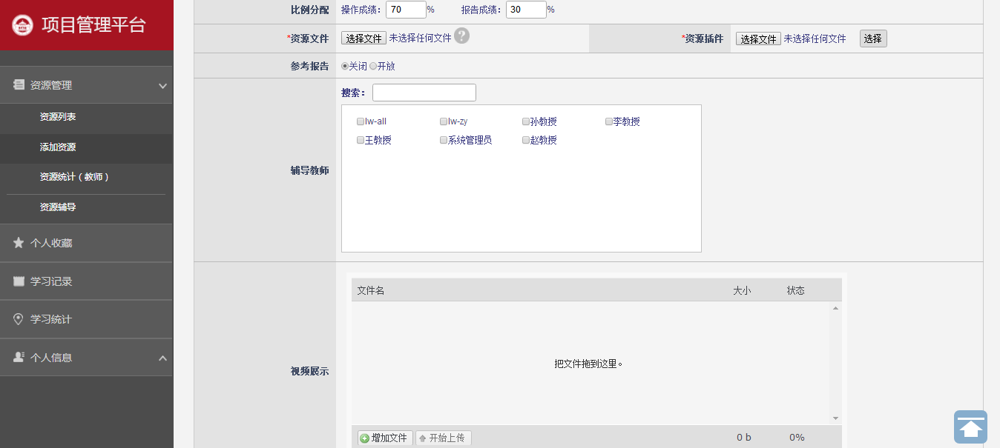 项目管理平台
资源管理
资源列表
添加资源
资源统计（教师）
资源辅导
个人收藏
学习记录
学习统计
个人信息
比例分配 操作成绩： 70 % 报告成绩： 30 %
*资源文件 选择文件 未选择任何文件 ? *资源插件 选择文件 未选择任何文件 选择
参考报告 关闭 开放
搜索：
辅导教师
lw-all lw-zy 孙教授 李教授
王教授 系统管理员 赵教授
视频展示
文件名 大小 状态
把文件拖到这里。
增加文件 开始上传 0 b 0%